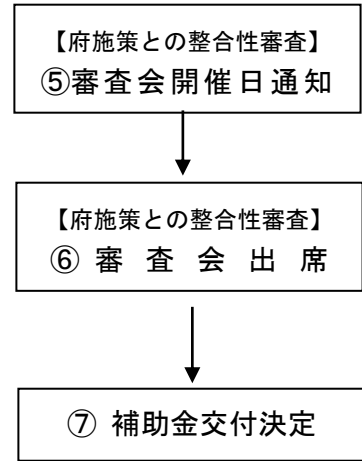 【府施策との整合性審査】
⑤審査会開催日通知
【府施策との整合性審査】
⑥ 審 査 会 出 席
⑦ 補助金交付決定